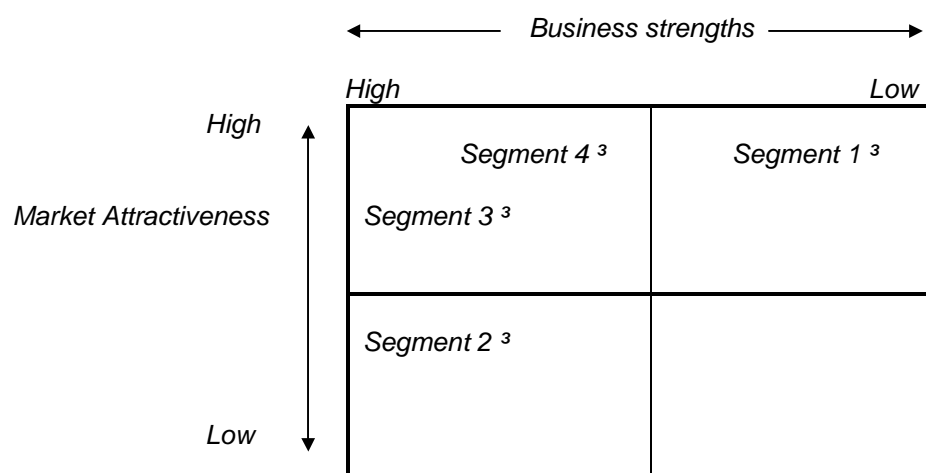 Business strengths
High Low
High
Segment 4 ³ Segment 1 ³
Market Attractiveness Segment 3 ³
Segment 2 ³
Low